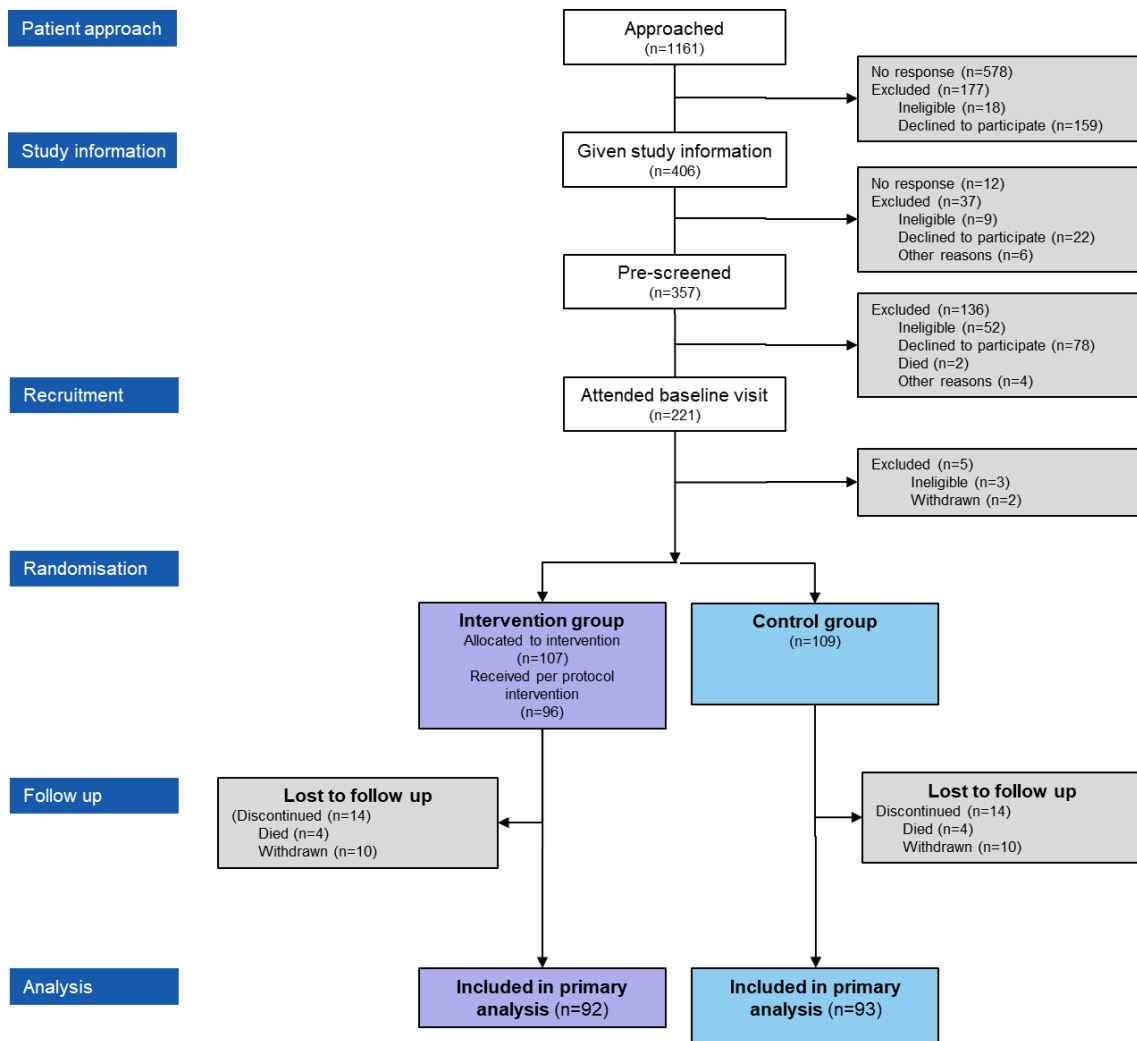 Patient approach
Approached
(n=1161)
No response (n=578)
Excluded (n=177)
Ineligible (n=18)
Declined to participate (n=159)
Study information
Given study information
(n=406)
No response (n=12)
Excluded (n=37)
Ineligible (n=9)
Declined to participate (n=22)
Other reasons (n=6)
Pre-screened
(n=357)
Excluded (n=136)
Ineligible (n=52)
Declined to participate (n=78)
Died (n=2)
Other reasons (n=4)
Recruitment
Attended baseline visit
(n=221)
Excluded (n=5)
Ineligible (n=3)
Withdrawn (n=2)
Randomisation
Intervention group
Allocated to intervention
(n=107)
Received per protocol
intervention
(n=96)
Control group
(n=109)
Follow up
Lost to follow up
(Discontinued (n=14)
Died (n=4)
Withdrawn (n=10)
Lost to follow up
Discontinued (n=14)
Died (n=4)
Withdrawn (n=10)
Analysis
Included in primary
analysis (n=92)
Included in primary
analysis (n=93)